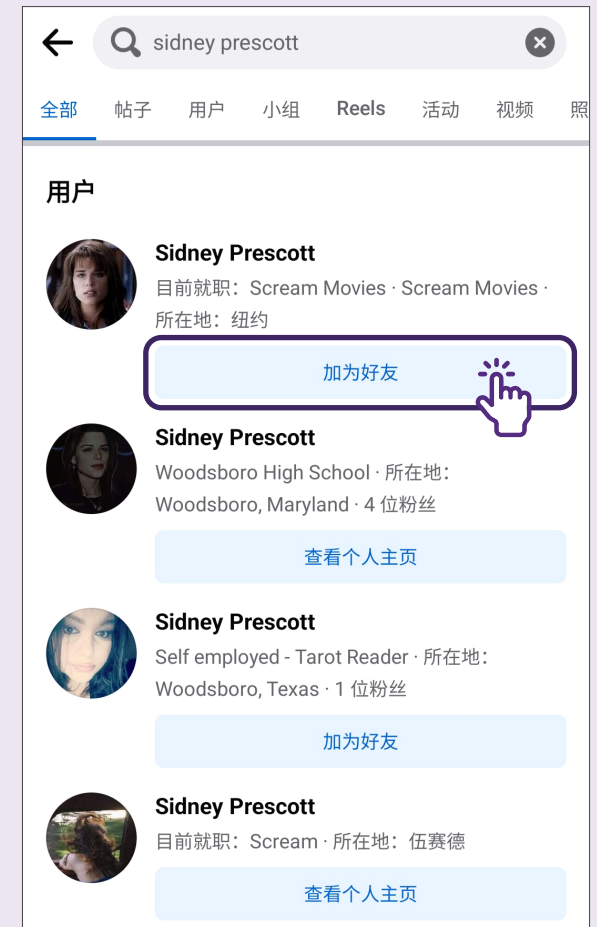 sidney prescott
全部 帖子 用户 小组 Reels 活动 视频 照
用户
Sidney Prescott
目前就职：Scream Movies · Scream Movies ·
所在地：纽约
加为好友
Sidney Prescott
Woodsboro High School · 所在地：
Woodsboro, Maryland · 4 位粉丝
查看个人主页
Sidney Prescott
Self employed - Tarot Reader · 所在地：
Woodsboro, Texas · 1 位粉丝
加为好友
Sidney Prescott
目前就职：Scream · 所在地：伍赛德
查看个人主页